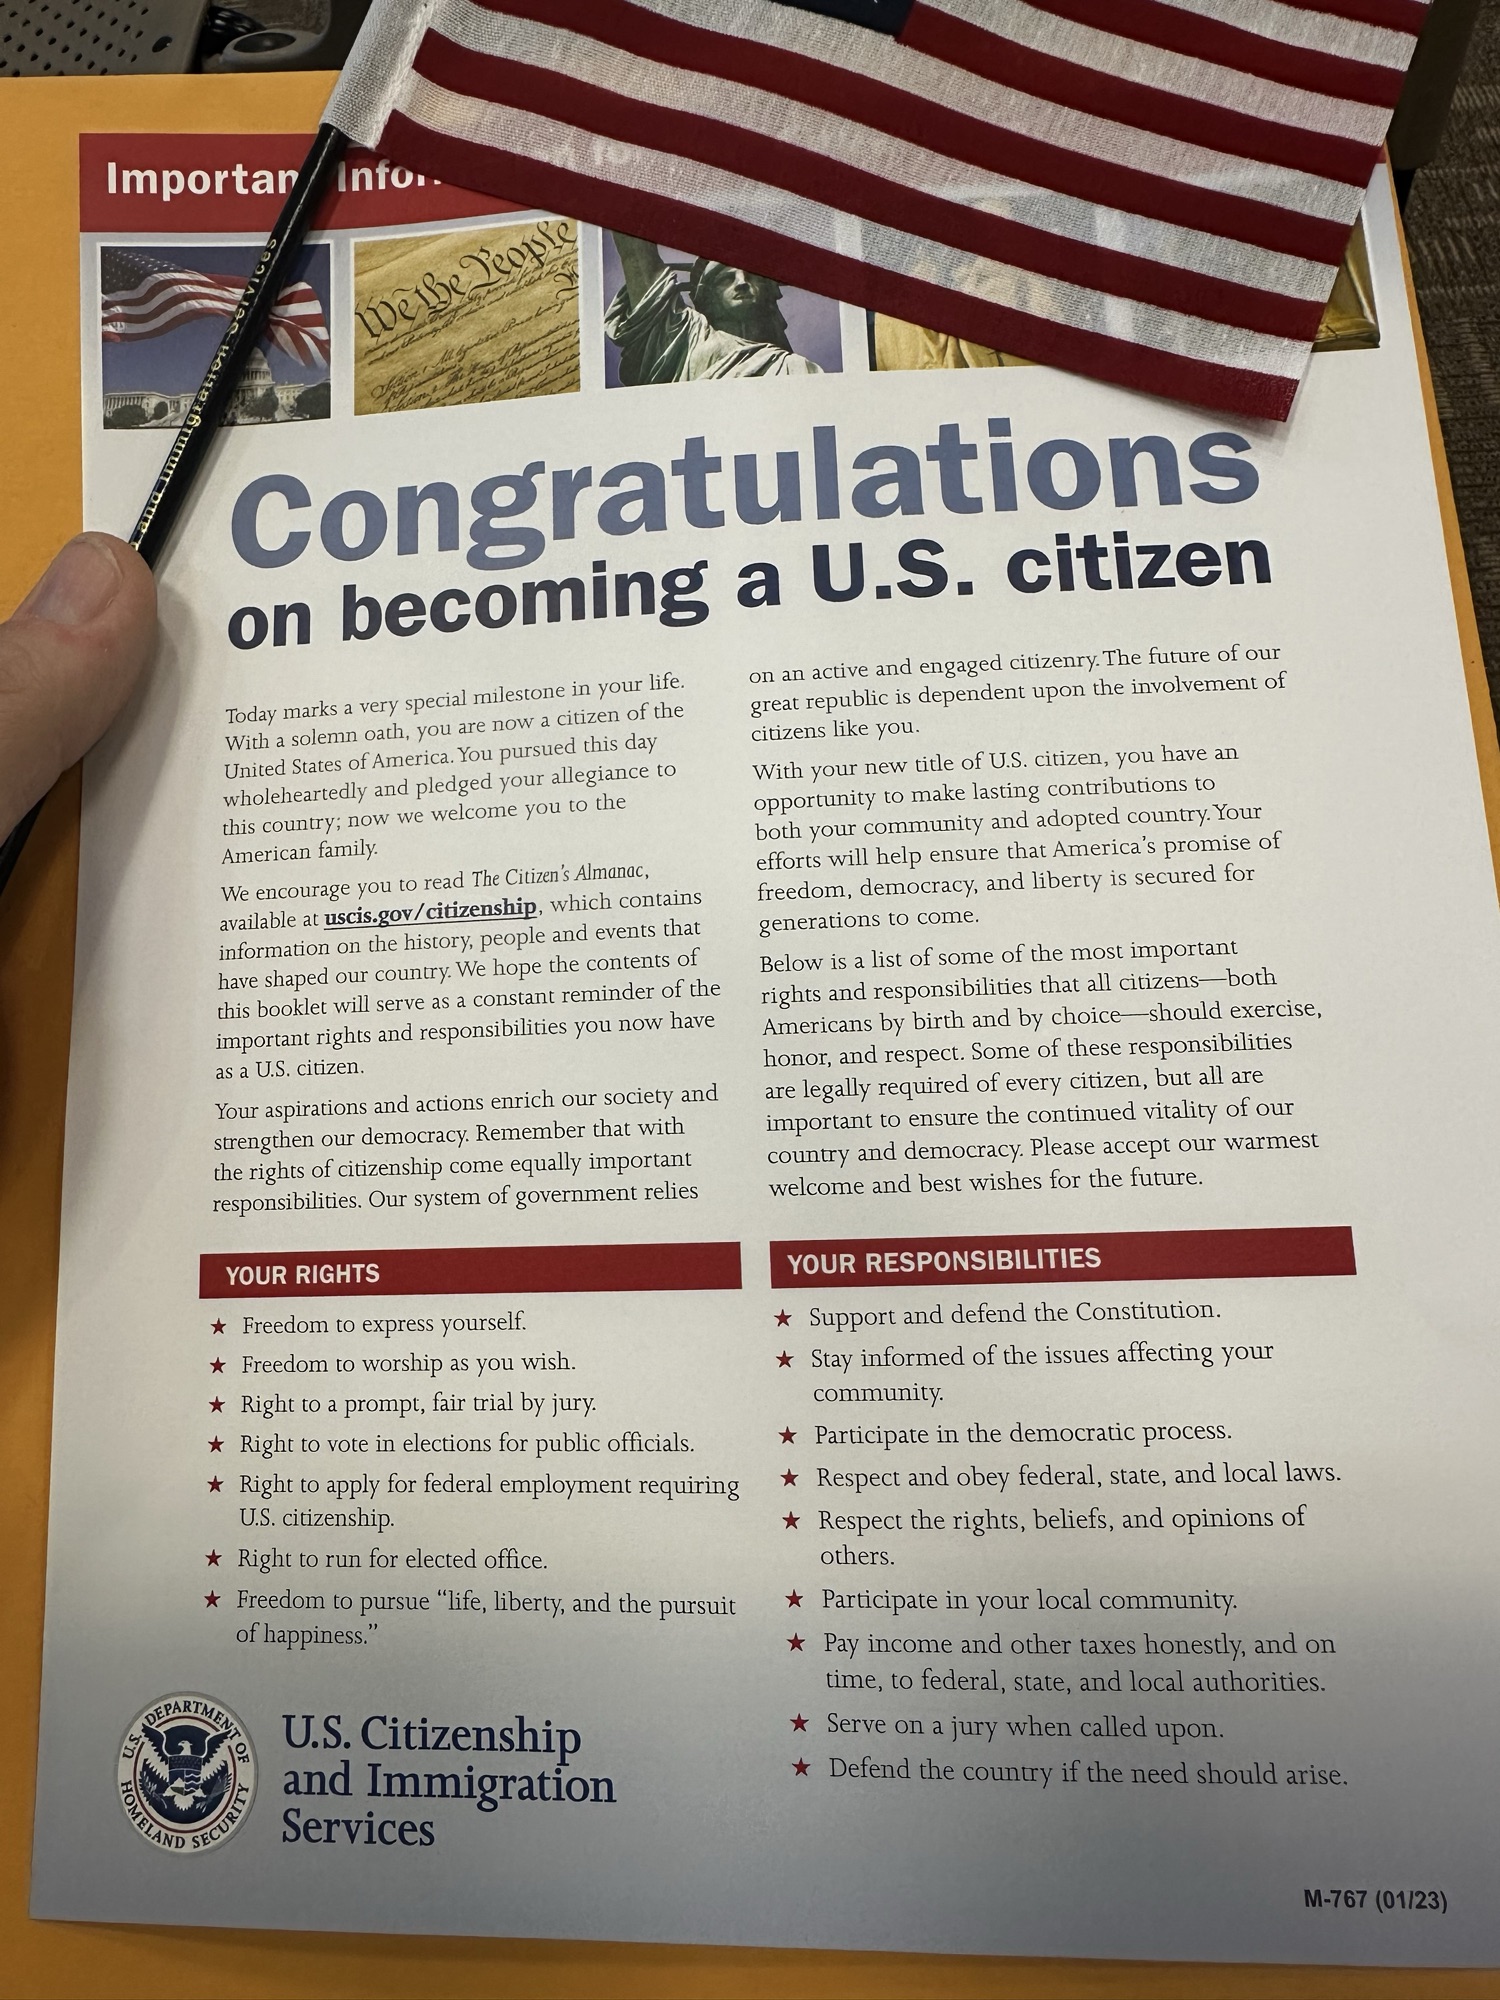 Importan Infor
and Immigration Services
We the People
Congratulations
on becoming a U.S. citizen
Today marks a very special milestone in your life.
With a solemn oath, you are now a citizen of the
United States of America. You pursued this day
wholeheartedly and pledged your allegiance to
this country; now we welcome you to the
American family.
We encourage you to read The Citizen's Almanac,
available at uscis.gov/citizenship, which contains
information on the history, people and events that
have shaped our country. We hope the contents of
this booklet will serve as a constant reminder of the
important rights and responsibilities you now have
as a U.S. citizen.
Your aspirations and actions enrich our society and
strengthen our democracy. Remember that with
the rights of citizenship come equally important
responsibilities. Our system of government relies
on an active and engaged citizenry. The future of our
great republic is dependent upon the involvement of
citizens like you.
With your new title of U.S. citizen, you have an
opportunity to make lasting contributions to
both your community and adopted country. Your
efforts will help ensure that America's promise of
freedom, democracy, and liberty is secured for
generations to come.
Below is a list of some of the most important
rights and responsibilities that all citizens—both
Americans by birth and by choice—should exercise,
honor, and respect. Some of these responsibilities
are legally required of every citizen, but all are
important to ensure the continued vitality of our
country and democracy. Please accept our warmest
welcome and best wishes for the future.
YOUR RIGHTS
★ Freedom to express yourself.
★ Freedom to worship as you wish.
★ Right to a prompt, fair trial by jury.
★ Right to vote in elections for public officials.
★ Right to apply for federal employment requiring
U.S. citizenship.
★ Right to run for elected office.
★ Freedom to pursue “life, liberty, and the pursuit
of happiness.”
YOUR RESPONSIBILITIES
★ Support and defend the Constitution.
★ Stay informed of the issues affecting your
community.
★ Participate in the democratic process.
★ Respect and obey federal, state, and local laws.
★ Respect the rights, beliefs, and opinions of
others.
★ Participate in your local community.
★ Pay income and other taxes honestly, and on
time, to federal, state, and local authorities.
★ Serve on a jury when called upon.
★ Defend the country if the need should arise.
U.S. DEPARTMENT OF
HOMELAND SECURITY
U.S. Citizenship
and Immigration
Services
M-767 (01/23)